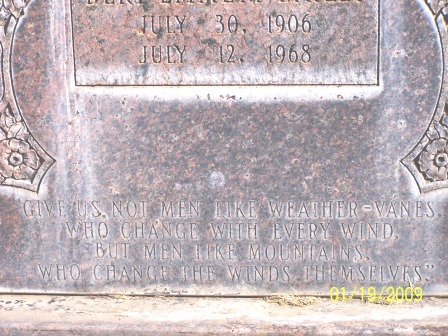 JULY 30, 1906
JULY 12, 1968
GIVE US, NOT MEN LIKE WEATHER-VANES,
WHO CHANGE WITH EVERY WIND,
BUT MEN LIKE MOUNTAINS,
WHO CHANGE THE WINDS THEMSELVES"
01/19/2009